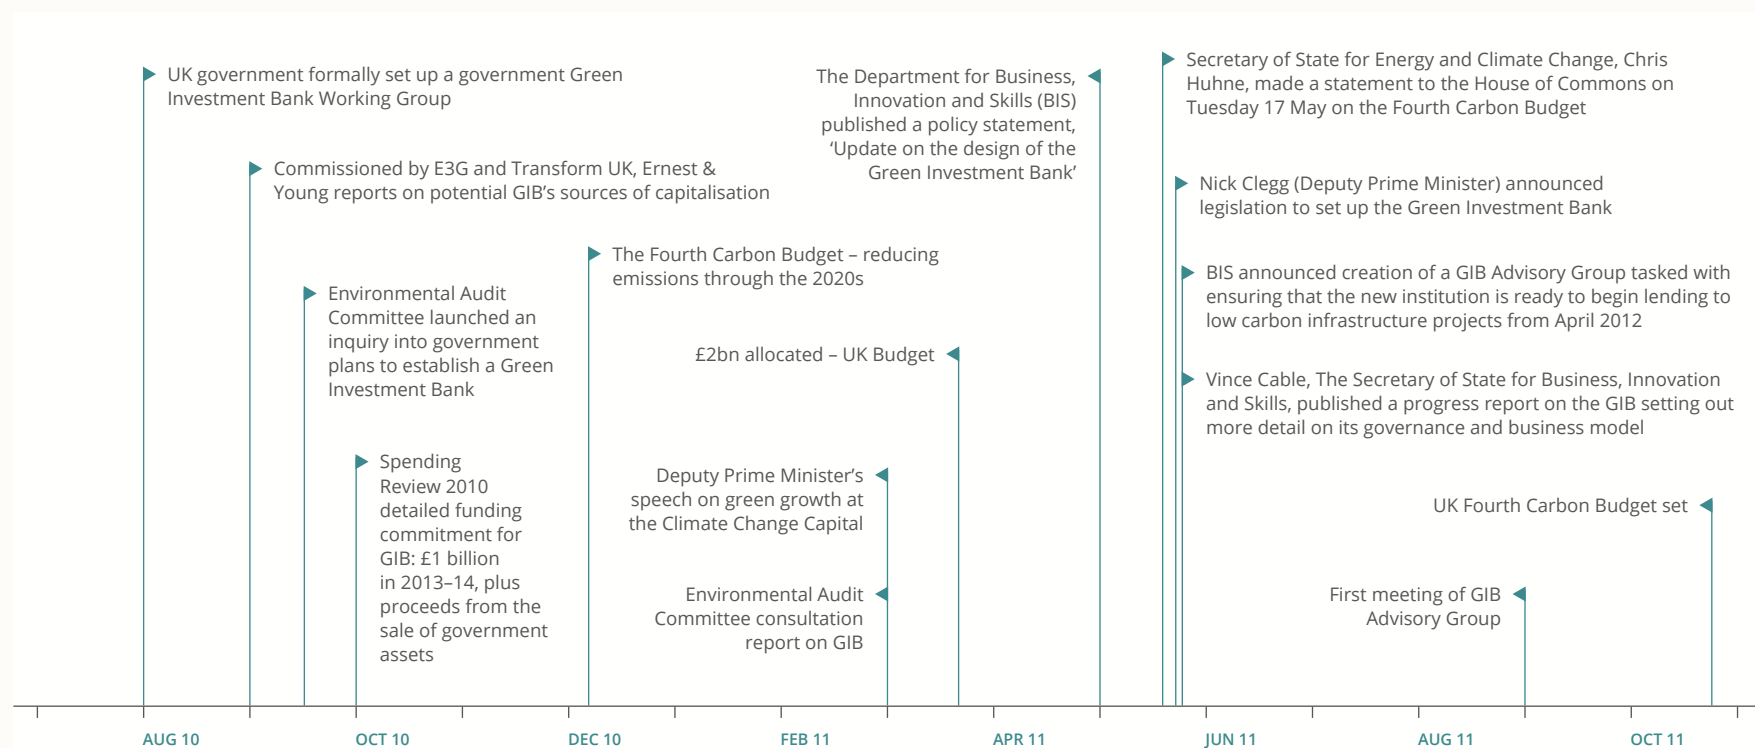 UK government formally set up a government Green
Investment Bank Working Group
Commissioned by E3G and Transform UK, Ernest &
Young reports on potential GIB’s sources of capitalisation
Environmental Audit
Committee launched an
inquiry into government
plans to establish a Green
Investment Bank
Spending
Review 2010
detailed funding
commitment for
GIB: £1 billion
in 2013–14, plus
proceeds from the
sale of government
assets
The Fourth Carbon Budget – reducing
emissions through the 2020s
Deputy Prime Minister’s
speech on green growth at
the Climate Change Capital
Environmental Audit
Committee consultation
report on GIB
£2bn allocated – UK Budget
The Department for Business,
Innovation and Skills (BIS)
published a policy statement,
‘Update on the design of the
Green Investment Bank’
Secretary of State for Energy and Climate Change, Chris
Huhne, made a statement to the House of Commons on
Tuesday 17 May on the Fourth Carbon Budget
Nick Clegg (Deputy Prime Minister) announced
legislation to set up the Green Investment Bank
BIS announced creation of a GIB Advisory Group tasked with
ensuring that the new institution is ready to begin lending to
low carbon infrastructure projects from April 2012
Vince Cable, The Secretary of State for Business, Innovation
and Skills, published a progress report on the GIB setting out
more detail on its governance and business model
First meeting of GIB
Advisory Group
UK Fourth Carbon Budget set
AUG 10
OCT 10
DEC 10
FEB 11
APR 11
JUN 11
AUG 11
OCT 11